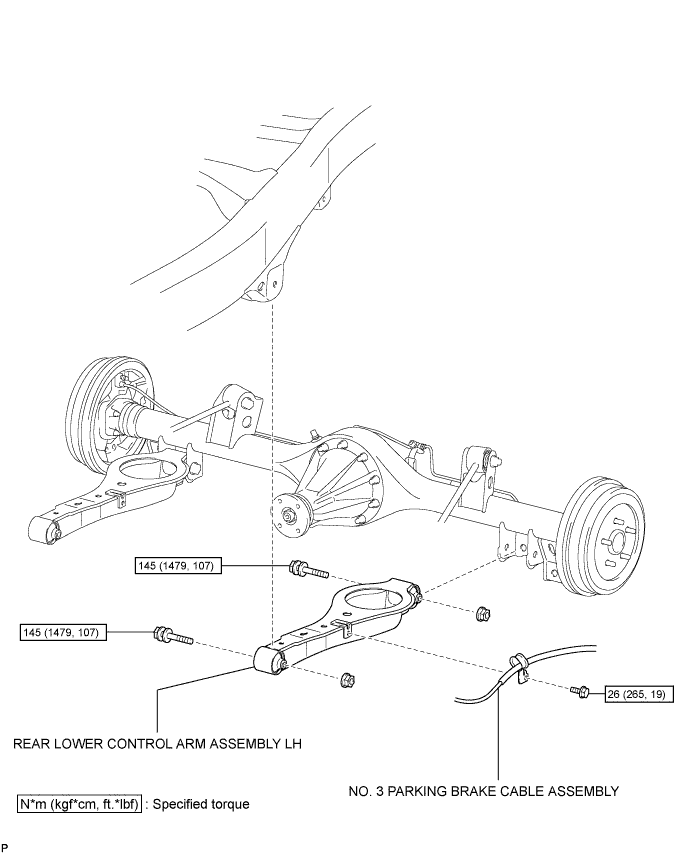 145 (1479, 107)
145 (1479, 107)
26 (265, 19)
REAR LOWER CONTROL ARM ASSEMBLY LH
NO. 3 PARKING BRAKE CABLE ASSEMBLY
N*m (kgf*cm, ft.*lbf) : Specified torque
P